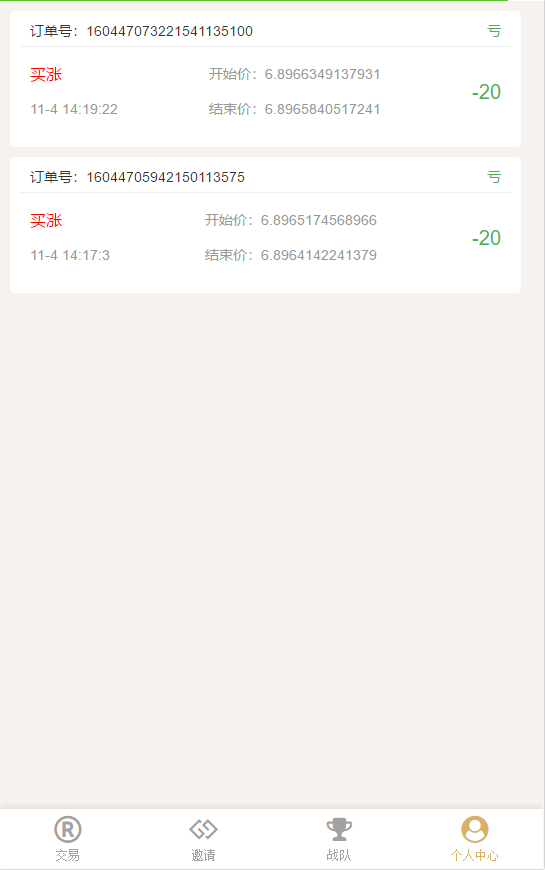 订单号：160447073221541135100 亏
买涨 开始价：6.8966349137931
-20
11-4 14:19:22 结束价：6.8965840517241
订单号：16044705942150113575 亏
买涨 开始价：6.8965174568966
-20
11-4 14:17:3 结束价：6.8964142241379
R
交易 邀请 战队 个人中心